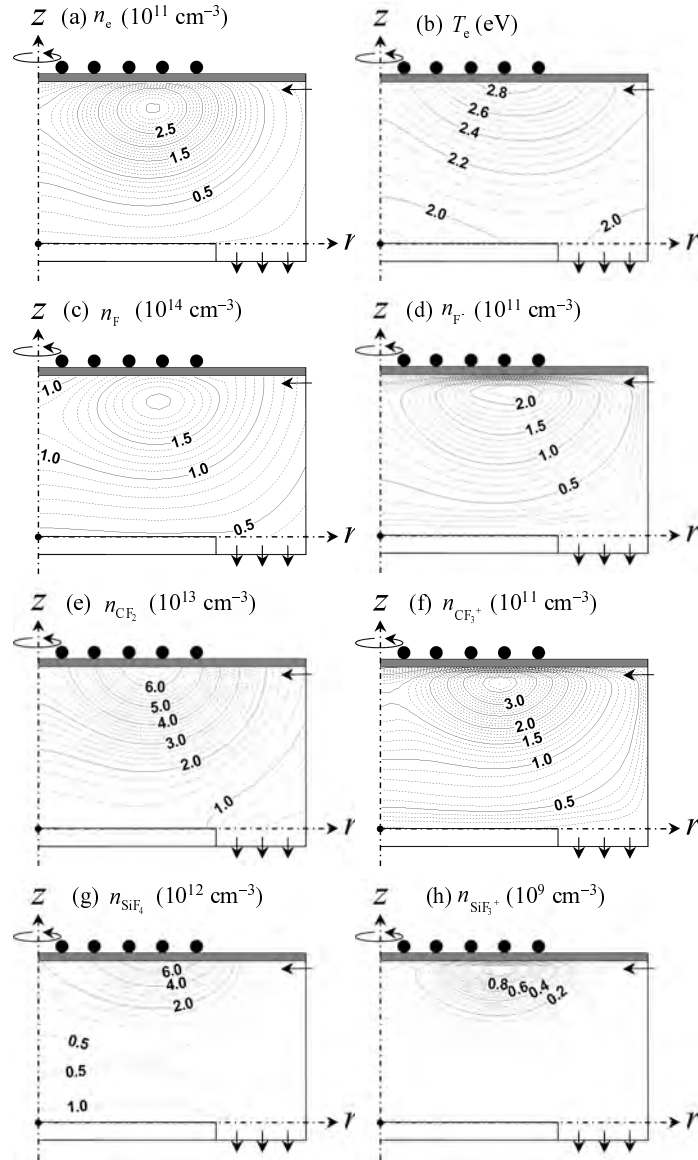 z (a) nₑ (10¹¹ cm⁻³)
2.5
1.5
0.5
r
z (b) Tₑ (eV)
2.8
2.6
2.4
2.2
2.0 2.0
r
z (c) n_F (10¹⁴ cm⁻³)
1.0
1.5
1.0 1.0
0.5
r
z (d) n_F⁻ (10¹¹ cm⁻³)
2.0
1.5
1.0
0.5
r
z (e) n_CF₂ (10¹³ cm⁻³)
6.0
5.0
4.0
3.0
2.0
1.0
r
z (f) n_CF₃⁺ (10¹¹ cm⁻³)
3.0
2.0
1.5
1.0
0.5
r
z (g) n_SiF₄ (10¹² cm⁻³)
6.0
4.0
2.0
0.5
0.5
1.0
r
z (h) n_SiF₃⁺ (10⁹ cm⁻³)
0.8 0.6 0.4 0.2
r